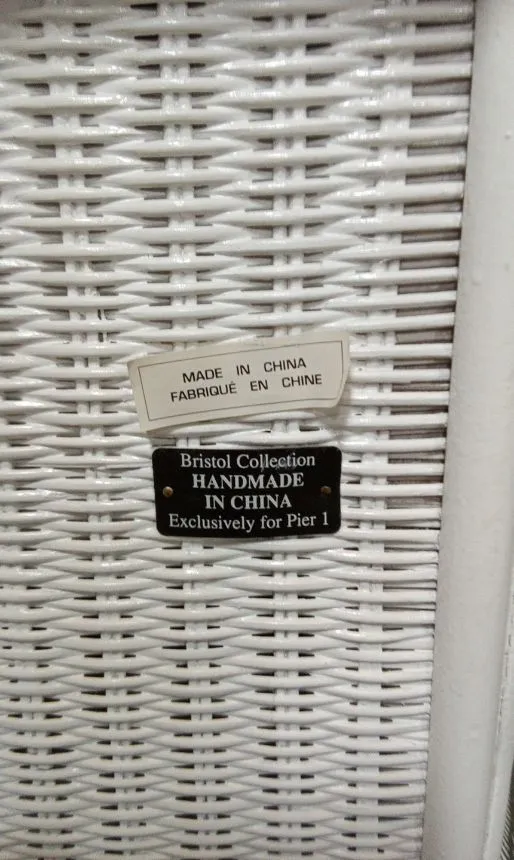 MADE IN CHINA
FABRIQUÉ EN CHINE
Bristol Collection
HANDMADE
IN CHINA
Exclusively for Pier 1